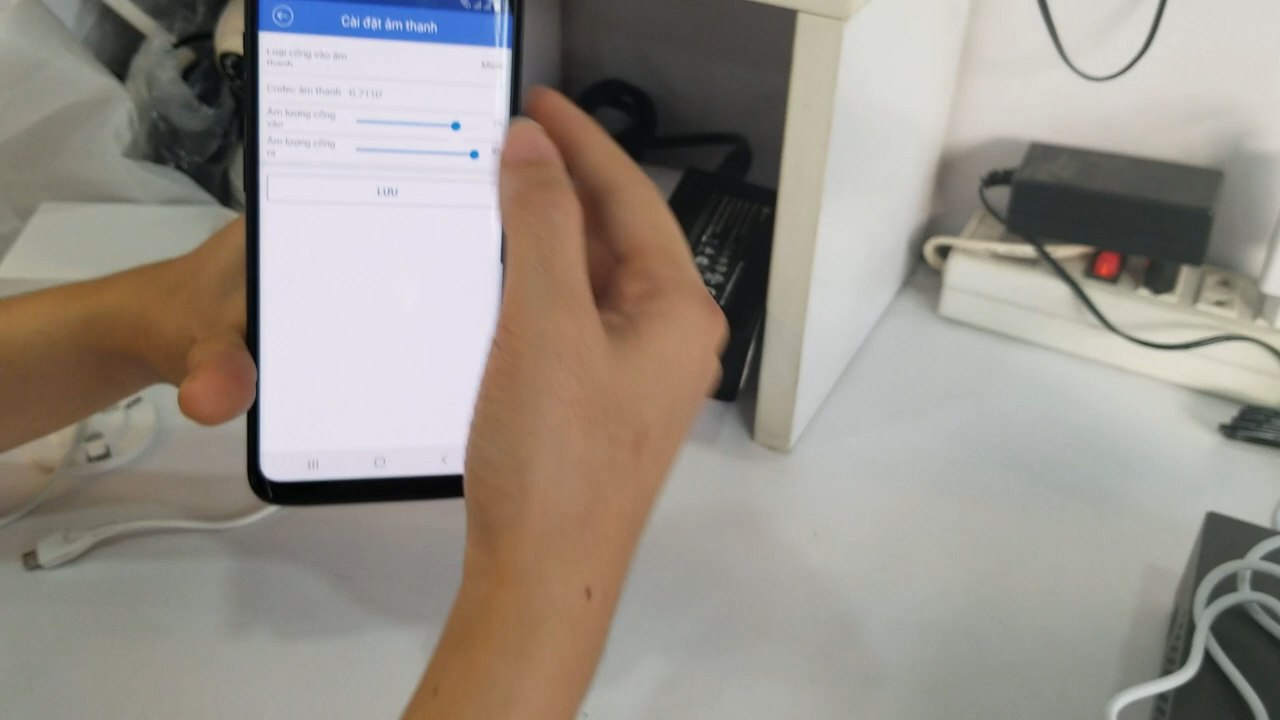 Cài đặt âm thanh
Loại cổng vào âm
thanh
Codec âm thanh G.711U
Âm lượng cổng
vào
Âm lượng cổng
ra
LƯU